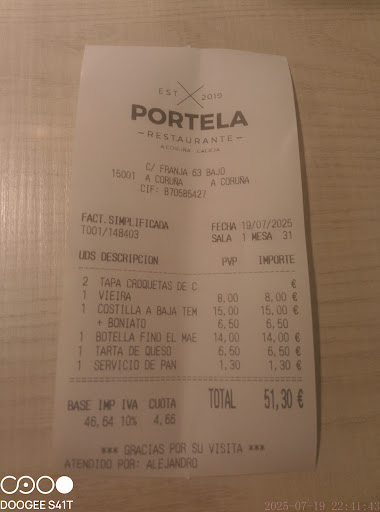 EST 2019
PORTELA
-RESTAURANTE-
A CORUÑA GALICIA
C/ FRANJA 63 BAJO
15001 A CORUÑA A CORUÑA
CIF: B70585427
FACT.SIMPLIFICADA FECHA 19/07/2025
T001/148403 SALA 1 MESA 31
UDS DESCRIPCION PVP IMPORTE
2 TAPA CROQUETAS DE C €
1 VIEIRA 8,00 8,00 €
1 COSTILLA A BAJA TEM 15,00 15,00 €
+ BONIATO 6,50 6,50
1 BOTELLA FINO EL MAE 14,00 14,00 €
1 TARTA DE QUESO 6,50 6,50 €
1 SERVICIO DE PAN 1,30 1,30 €
TOTAL 51,30 €
BASE IMP IVA CUOTA
46,64 10% 4,66
*** GRACIAS POR SU VISITA ***
ATENDIDO POR: ALEJANDRO
DOOGEE S41T
2025-07-19 22:41:43